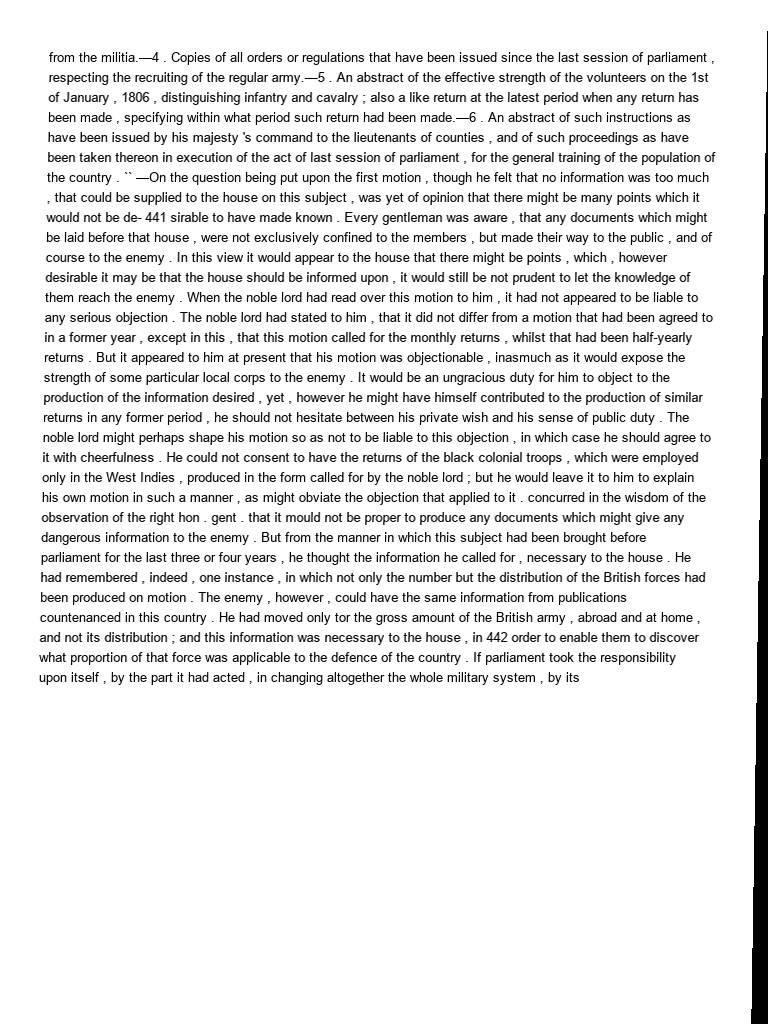 from the militia.—4 . Copies of all orders or regulations that have been issued since the last session of parliament ,
respecting the recruiting of the regular army.—5 . An abstract of the effective strength of the volunteers on the 1st
of January , 1806 , distinguishing infantry and cavalry ; also a like return at the latest period when any return has
been made , specifying within what period such return had been made.—6 . An abstract of such instructions as
have been issued by his majesty 's command to the lieutenants of counties , and of such proceedings as have
been taken thereon in execution of the act of last session of parliament , for the general training of the population of
the country . `` —On the question being put upon the first motion , though he felt that no information was too much
, that could be supplied to the house on this subject , was yet of opinion that there might be many points which it
would not be de- 441 sirable to have made known . Every gentleman was aware , that any documents which might
be laid before that house , were not exclusively confined to the members , but made their way to the public , and of
course to the enemy . In this view it would appear to the house that there might be points , which , however
desirable it may be that the house should be informed upon , it would still be not prudent to let the knowledge of
them reach the enemy . When the noble lord had read over this motion to him , it had not appeared to be liable to
any serious objection . The noble lord had stated to him , that it did not differ from a motion that had been agreed to
in a former year , except in this , that this motion called for the monthly returns , whilst that had been half-yearly
returns . But it appeared to him at present that his motion was objectionable , inasmuch as it would expose the
strength of some particular local corps to the enemy . It would be an ungracious duty for him to object to the
production of the information desired , yet , however he might have himself contributed to the production of similar
returns in any former period , he should not hesitate between his private wish and his sense of public duty . The
noble lord might perhaps shape his motion so as not to be liable to this objection , in which case he should agree to
it with cheerfulness . He could not consent to have the returns of the black colonial troops , which were employed
only in the West Indies , produced in the form called for by the noble lord ; but he would leave it to him to explain
his own motion in such a manner , as might obviate the objection that applied to it . concurred in the wisdom of the
observation of the right hon . gent . that it mould not be proper to produce any documents which might give any
dangerous information to the enemy . But from the manner in which this subject had been brought before
parliament for the last three or four years , he thought the information he called for , necessary to the house . He
had remembered , indeed , one instance , in which not only the number but the distribution of the British forces had
been produced on motion . The enemy , however , could have the same information from publications
countenanced in this country . He had moved only tor the gross amount of the British army , abroad and at home ,
and not its distribution ; and this information was necessary to the house , in 442 order to enable them to discover
what proportion of that force was applicable to the defence of the country . If parliament took the responsibility
upon itself , by the part it had acted , in changing altogether the whole military system , by its